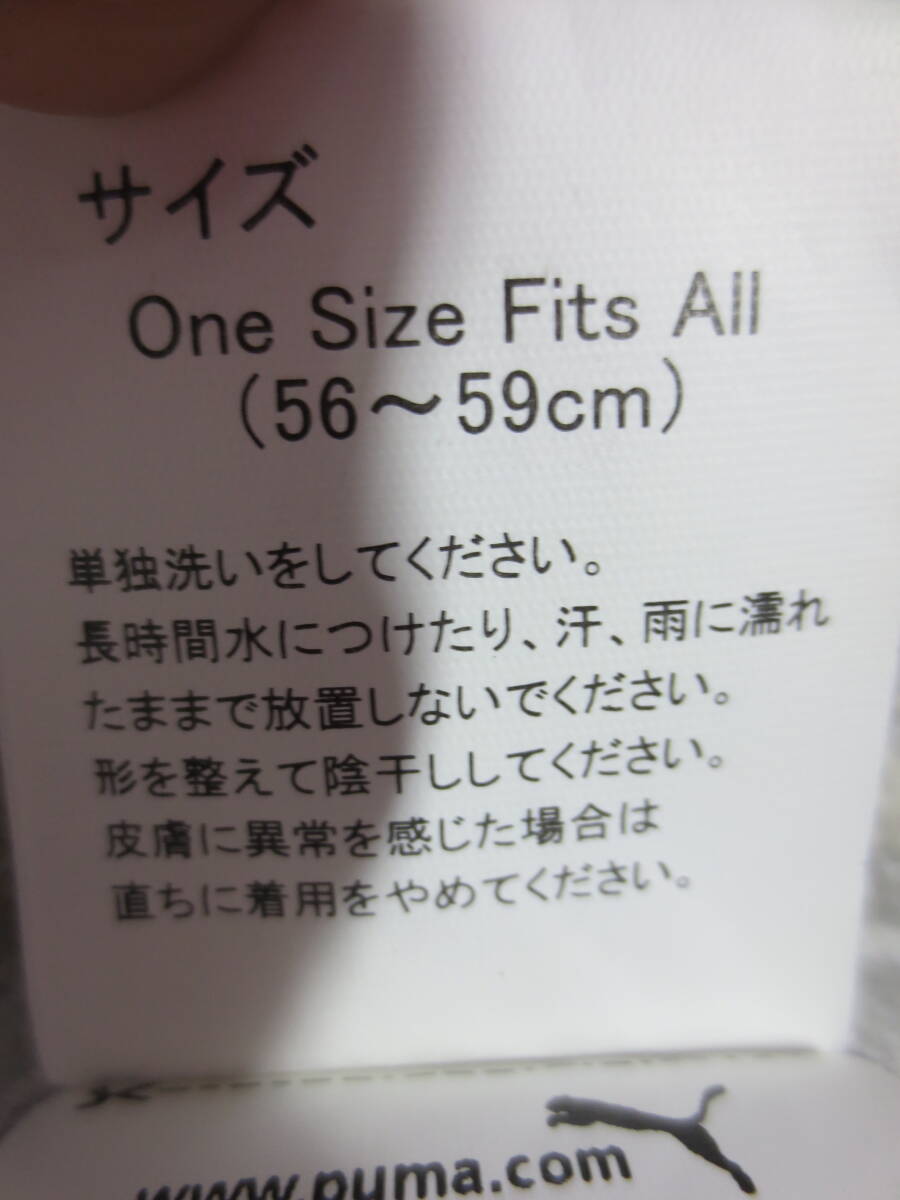 サイズ
One Size Fits All
(56～59cm)
単独洗いをしてください。
長時間水につけたり、汗、雨に濡れ
たままで放置しないでください。
形を整えて陰干ししてください。
皮膚に異常を感じた場合は
直ちに着用をやめてください。
www.puma.com